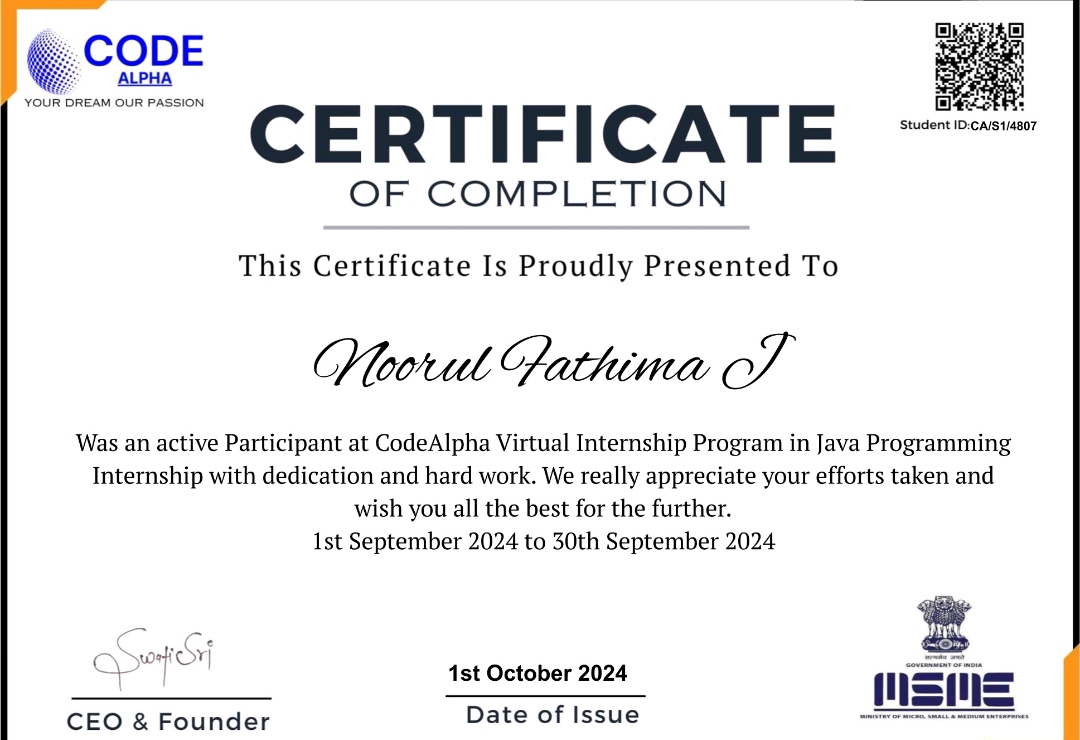 CODE
ALPHA
YOUR DREAM OUR PASSION
Student ID:CA/S1/4807
CERTIFICATE
OF COMPLETION
This Certificate Is Proudly Presented To
Noorul Fathima J
Was an active Participant at CodeAlpha Virtual Internship Program in Java Programming
Internship with dedication and hard work. We really appreciate your efforts taken and
wish you all the best for the further.
1st September 2024 to 30th September 2024
SwatiSri
CEO & Founder
1st October 2024
Date of Issue
सत्यमेव जयते
GOVERNMENT OF INDIA
MSME
MINISTRY OF MICRO, SMALL & MEDIUM ENTERPRISES